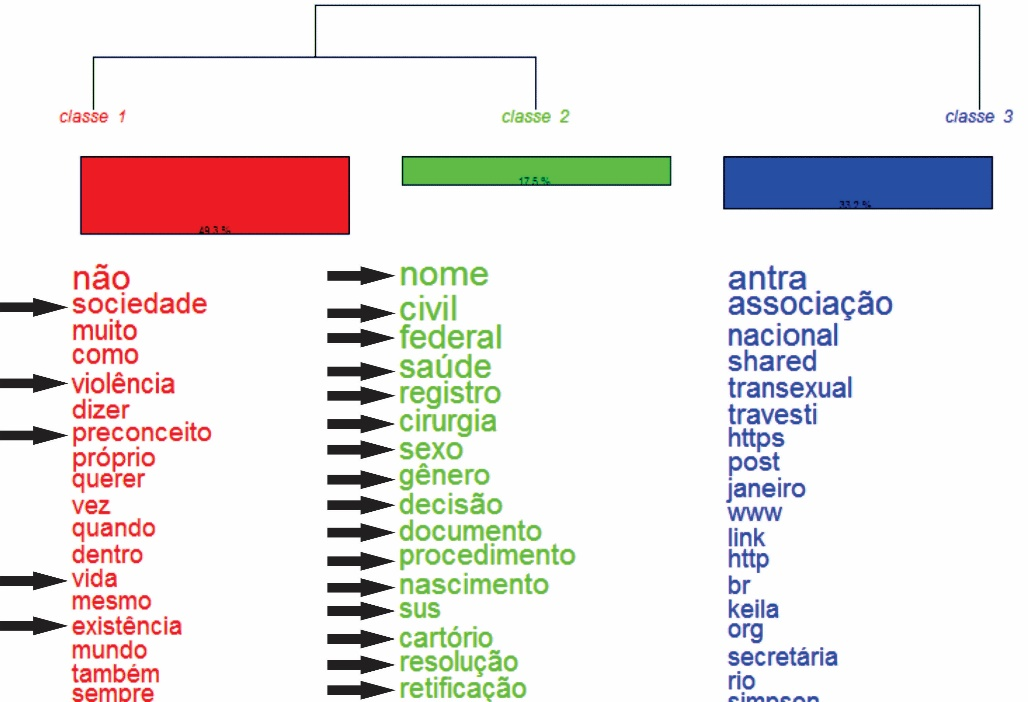 classe 1
classe 2
classe 3
49.3 %
17.5 %
33.2 %
não
sociedade
muito
como
violência
dizer
preconceito
próprio
querer
vez
quando
dentro
vida
mesmo
existência
mundo
também
sempre
nome
civil
federal
saúde
registro
cirurgia
sexo
gênero
decisão
documento
procedimento
nascimento
sus
cartório
resolução
retificação
antra
associação
nacional
shared
transexual
travesti
https
post
janeiro
www
link
http
br
keila
org
secretária
rio
simpson